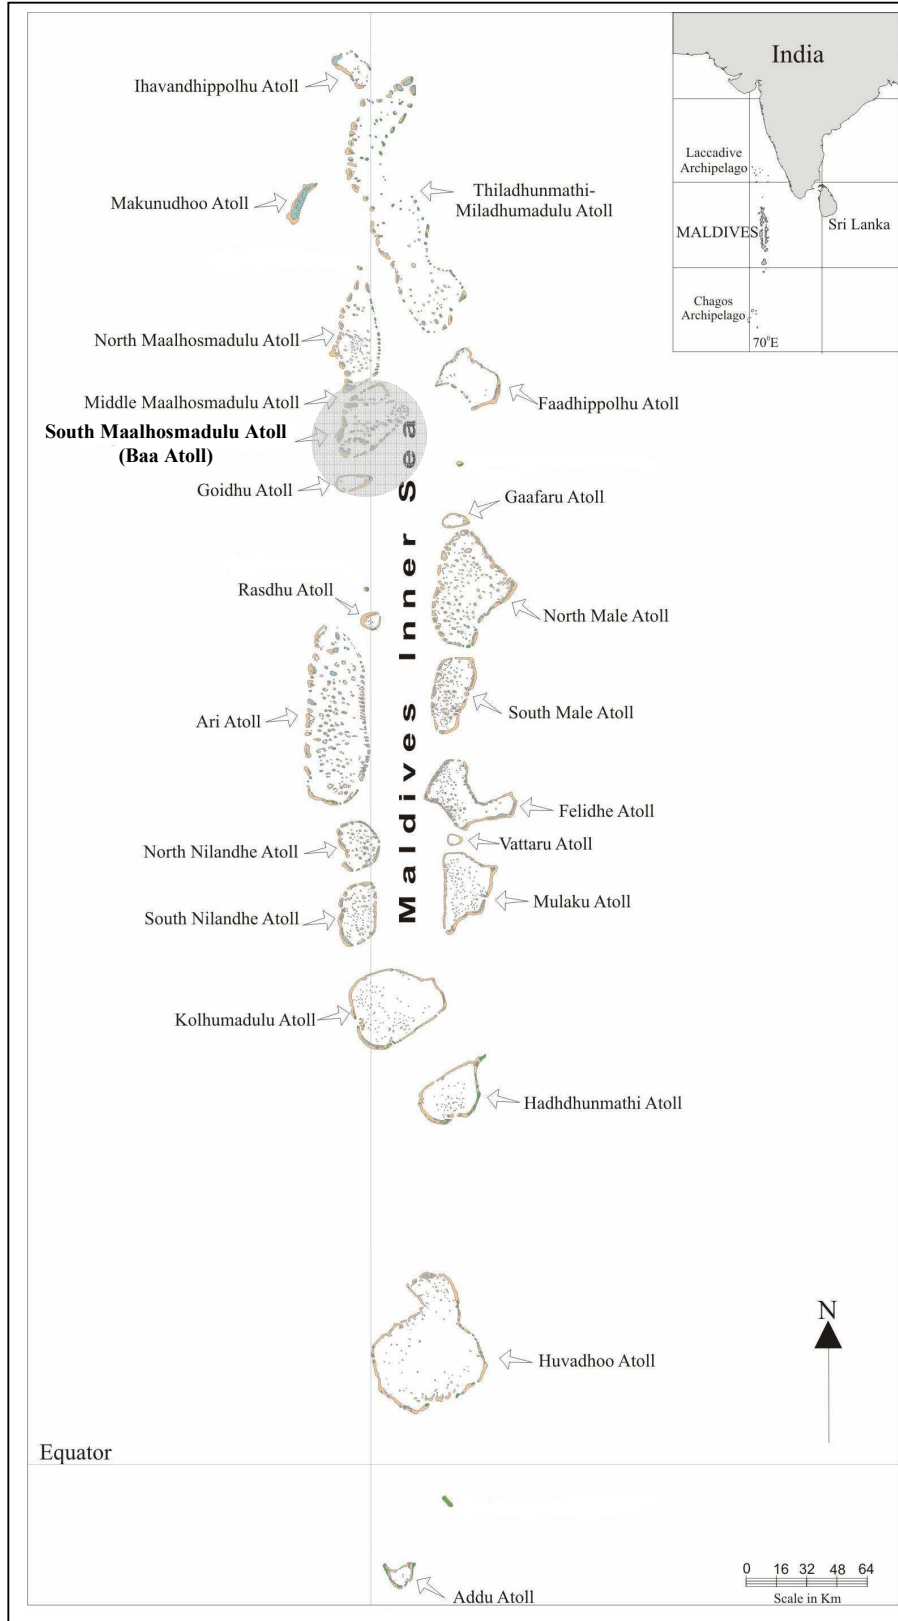 India
Laccadive
Archipelago
MALDIVES
Sri Lanka
Chagos
Archipelago
70°E
Ihavandhippolhu Atoll
Makunudhoo Atoll
Thiladhunmathi-
Miladhumadulu Atoll
North Maalhosmadulu Atoll
Middle Maalhosmadulu Atoll
Faadhippolhu Atoll
South Maalhosmadulu Atoll
(Baa Atoll)
Goidhu Atoll
Gaafaru Atoll
Maldives Inner Sea
Rasdhu Atoll
North Male Atoll
Ari Atoll
South Male Atoll
Felidhe Atoll
North Nilandhe Atoll
Vattaru Atoll
Mulaku Atoll
South Nilandhe Atoll
Kolhumadulu Atoll
Hadhdhunmathi Atoll
N
Huvadhoo Atoll
Equator
Addu Atoll
0 16 32 48 64
Scale in Km